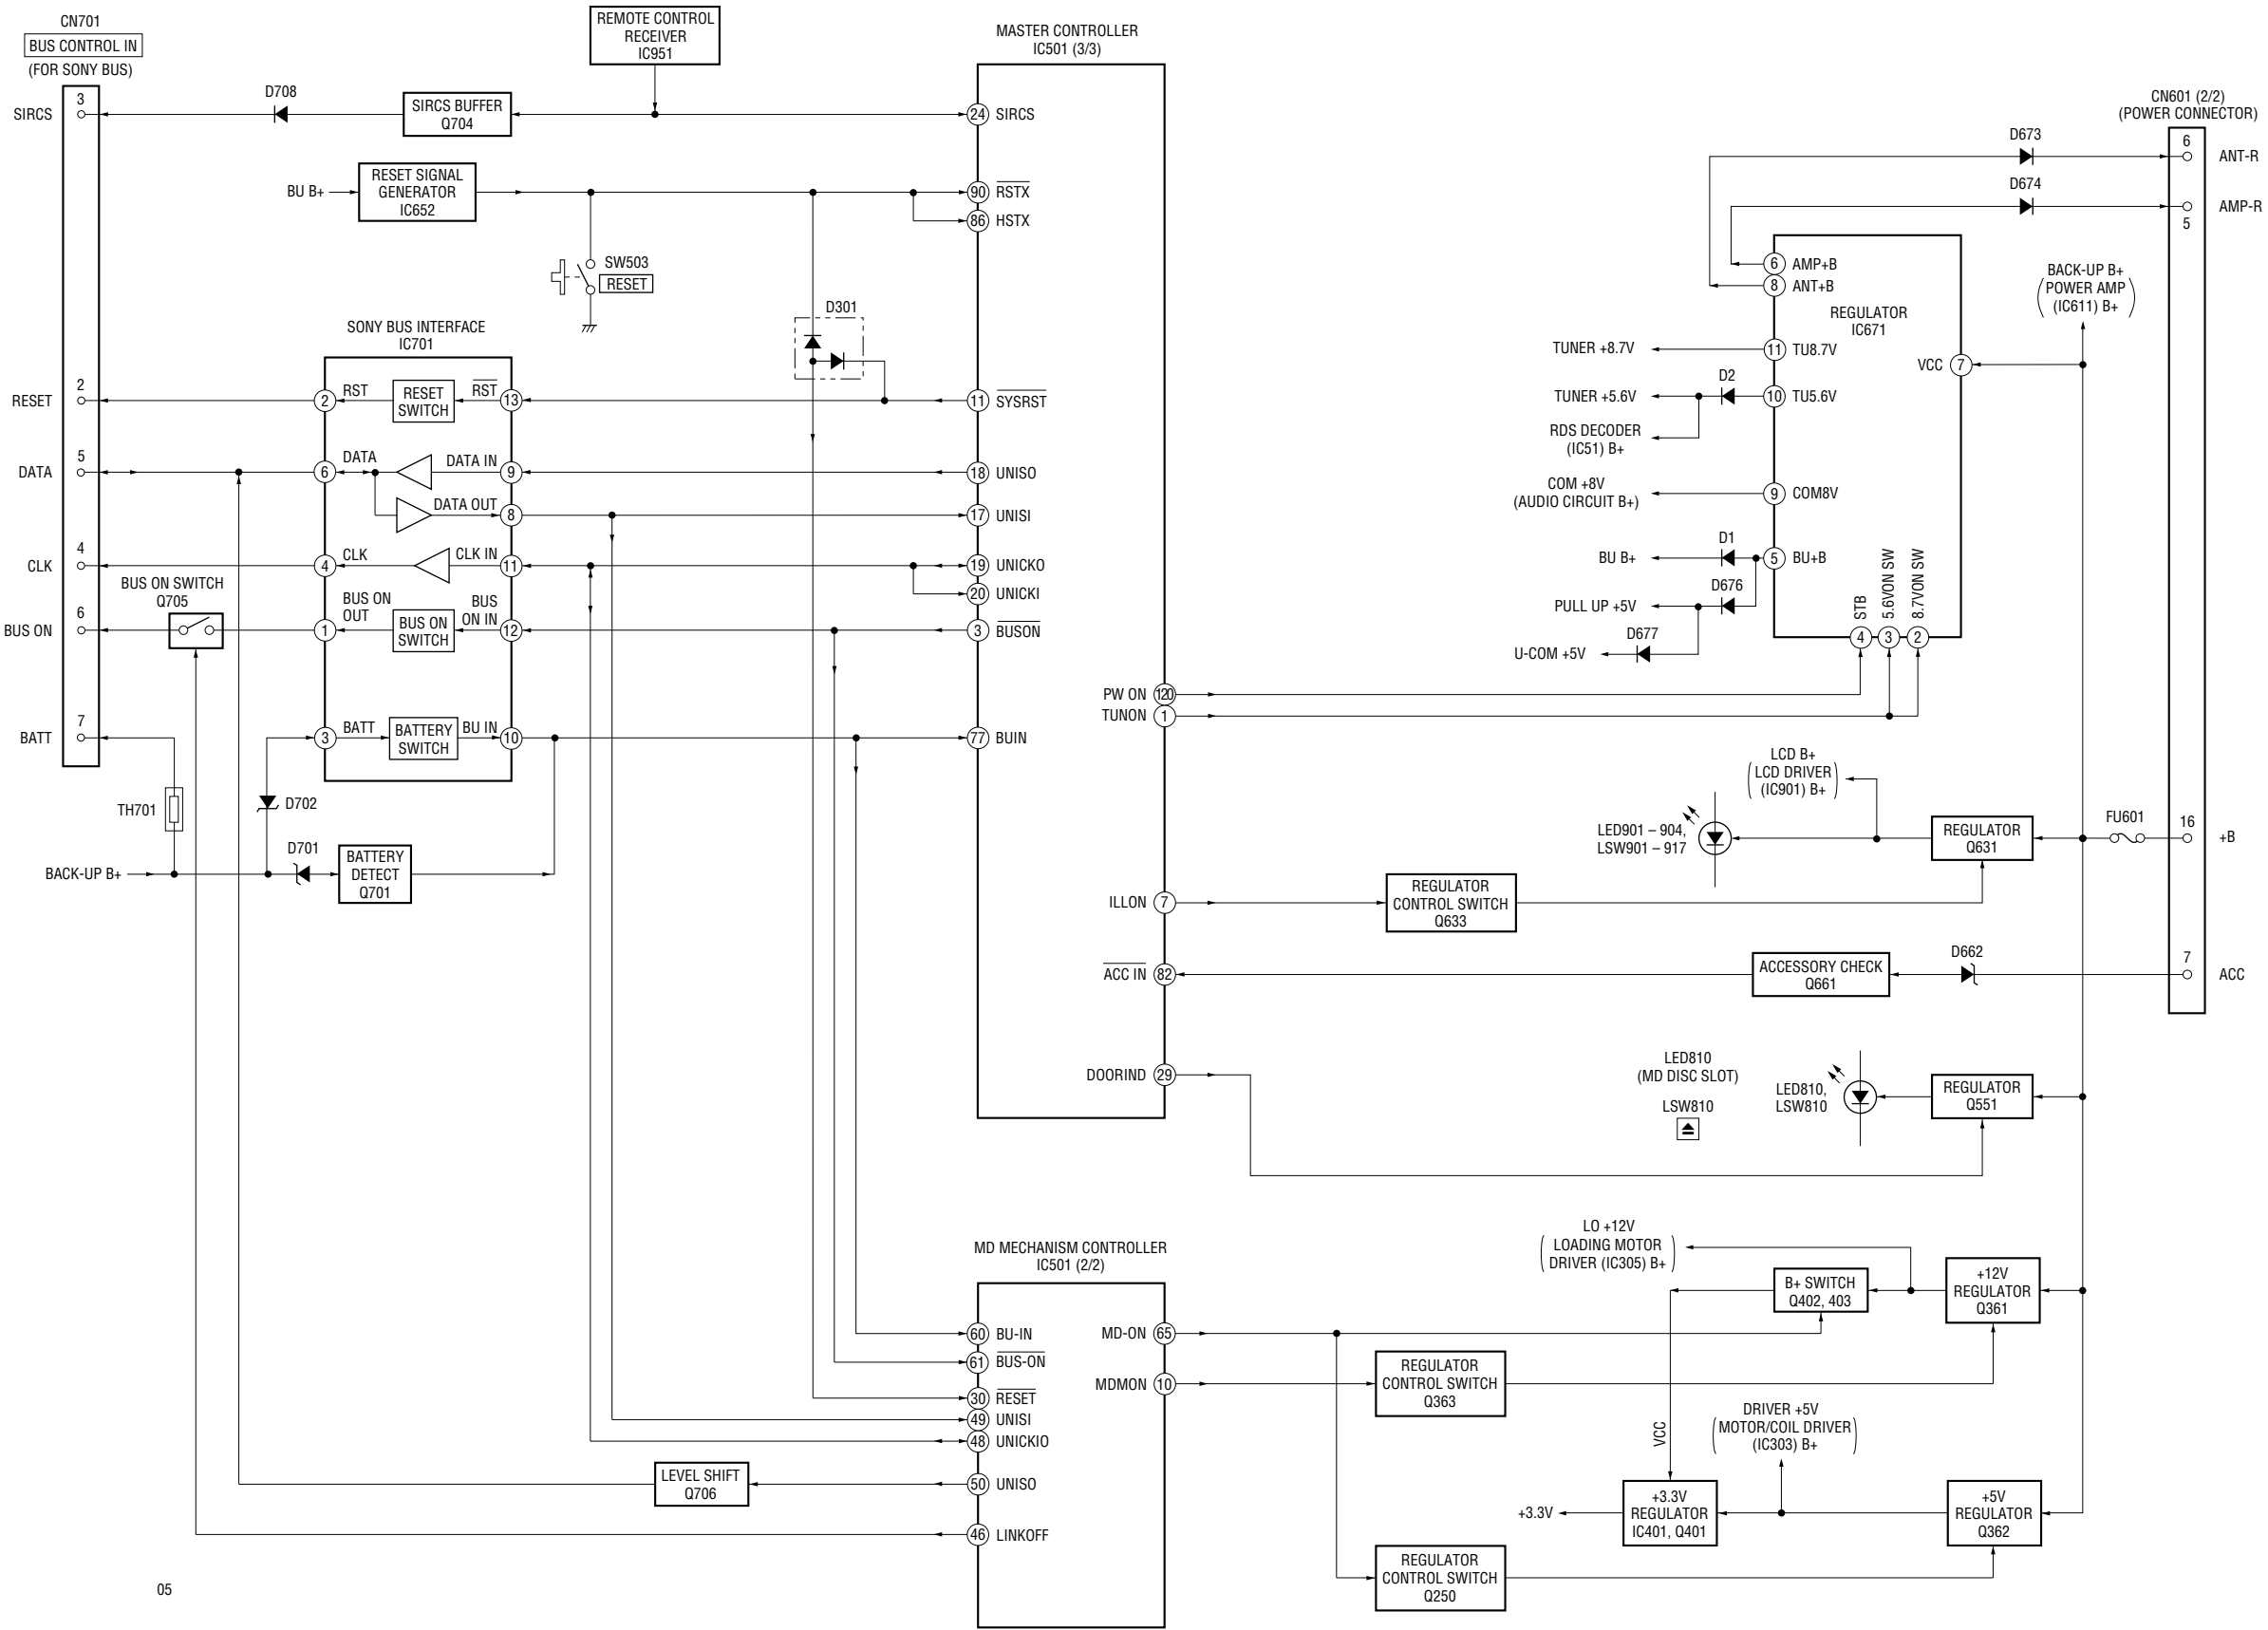 CN701
BUS CONTROL IN
(FOR SONY BUS)
3
SIRCS
2
RESET
5
DATA
4
CLK
6
BUS ON
7
BATT
D708
SIRCS BUFFER
Q704
REMOTE CONTROL
RECEIVER
IC951
BU B+
RESET SIGNAL
GENERATOR
IC652
SW503
RESET
D301
SONY BUS INTERFACE
IC701
2 RST
RESET
SWITCH
RST 13
6 DATA
DATA IN 9
DATA OUT 8
4 CLK
CLK IN 11
BUS ON SWITCH
Q705
1 BUS ON
OUT
BUS ON
SWITCH
BUS
ON IN 12
3 BATT
BATTERY
SWITCH
BU IN 10
TH701
D702
D701
BACK-UP B+
BATTERY
DETECT
Q701
MASTER CONTROLLER
IC501 (3/3)
24 SIRCS
90 RSTX
86 HSTX
11 SYSRST
18 UNISO
17 UNISI
19 UNICKO
20 UNICKI
3 BUSON
77 BUIN
PW ON 120
TUNON 1
ILLON 7
ACC IN 82
DOORIND 29
CN601 (2/2)
(POWER CONNECTOR)
D673
6
ANT-R
D674
5
AMP-R
6 AMP+B
8 ANT+B
REGULATOR
IC671
BACK-UP B+
POWER AMP
(IC611) B+
TUNER +8.7V
11 TU8.7V
VCC 7
D2
TUNER +5.6V
10 TU5.6V
RDS DECODER
(IC51) B+
COM +8V
(AUDIO CIRCUIT B+)
9 COM8V
D1
BU B+
5 BU+B
D676
PULL UP +5V
D677
U-COM +5V
STB
5.6VON SW
8.7VON SW
4 3 2
LCD B+
LCD DRIVER
(IC901) B+
LED901 – 904,
LSW901 – 917
REGULATOR
Q631
FU601
16
+B
REGULATOR
CONTROL SWITCH
Q633
ACCESSORY CHECK
Q661
D662
7
ACC
LED810
(MD DISC SLOT)
LSW810
LED810,
LSW810
REGULATOR
Q551
MD MECHANISM CONTROLLER
IC501 (2/2)
60 BU-IN
61 BUS-ON
30 RESET
49 UNISI
48 UNICKIO
50 UNISO
46 LINKOFF
MD-ON 65
MDMON 10
LEVEL SHIFT
Q706
LO +12V
LOADING MOTOR
DRIVER (IC305) B+
B+ SWITCH
Q402, 403
+12V
REGULATOR
Q361
REGULATOR
CONTROL SWITCH
Q363
VCC
DRIVER +5V
MOTOR/COIL DRIVER
(IC303) B+
+3.3V
+3.3V
REGULATOR
IC401, Q401
+5V
REGULATOR
Q362
REGULATOR
CONTROL SWITCH
Q250
05